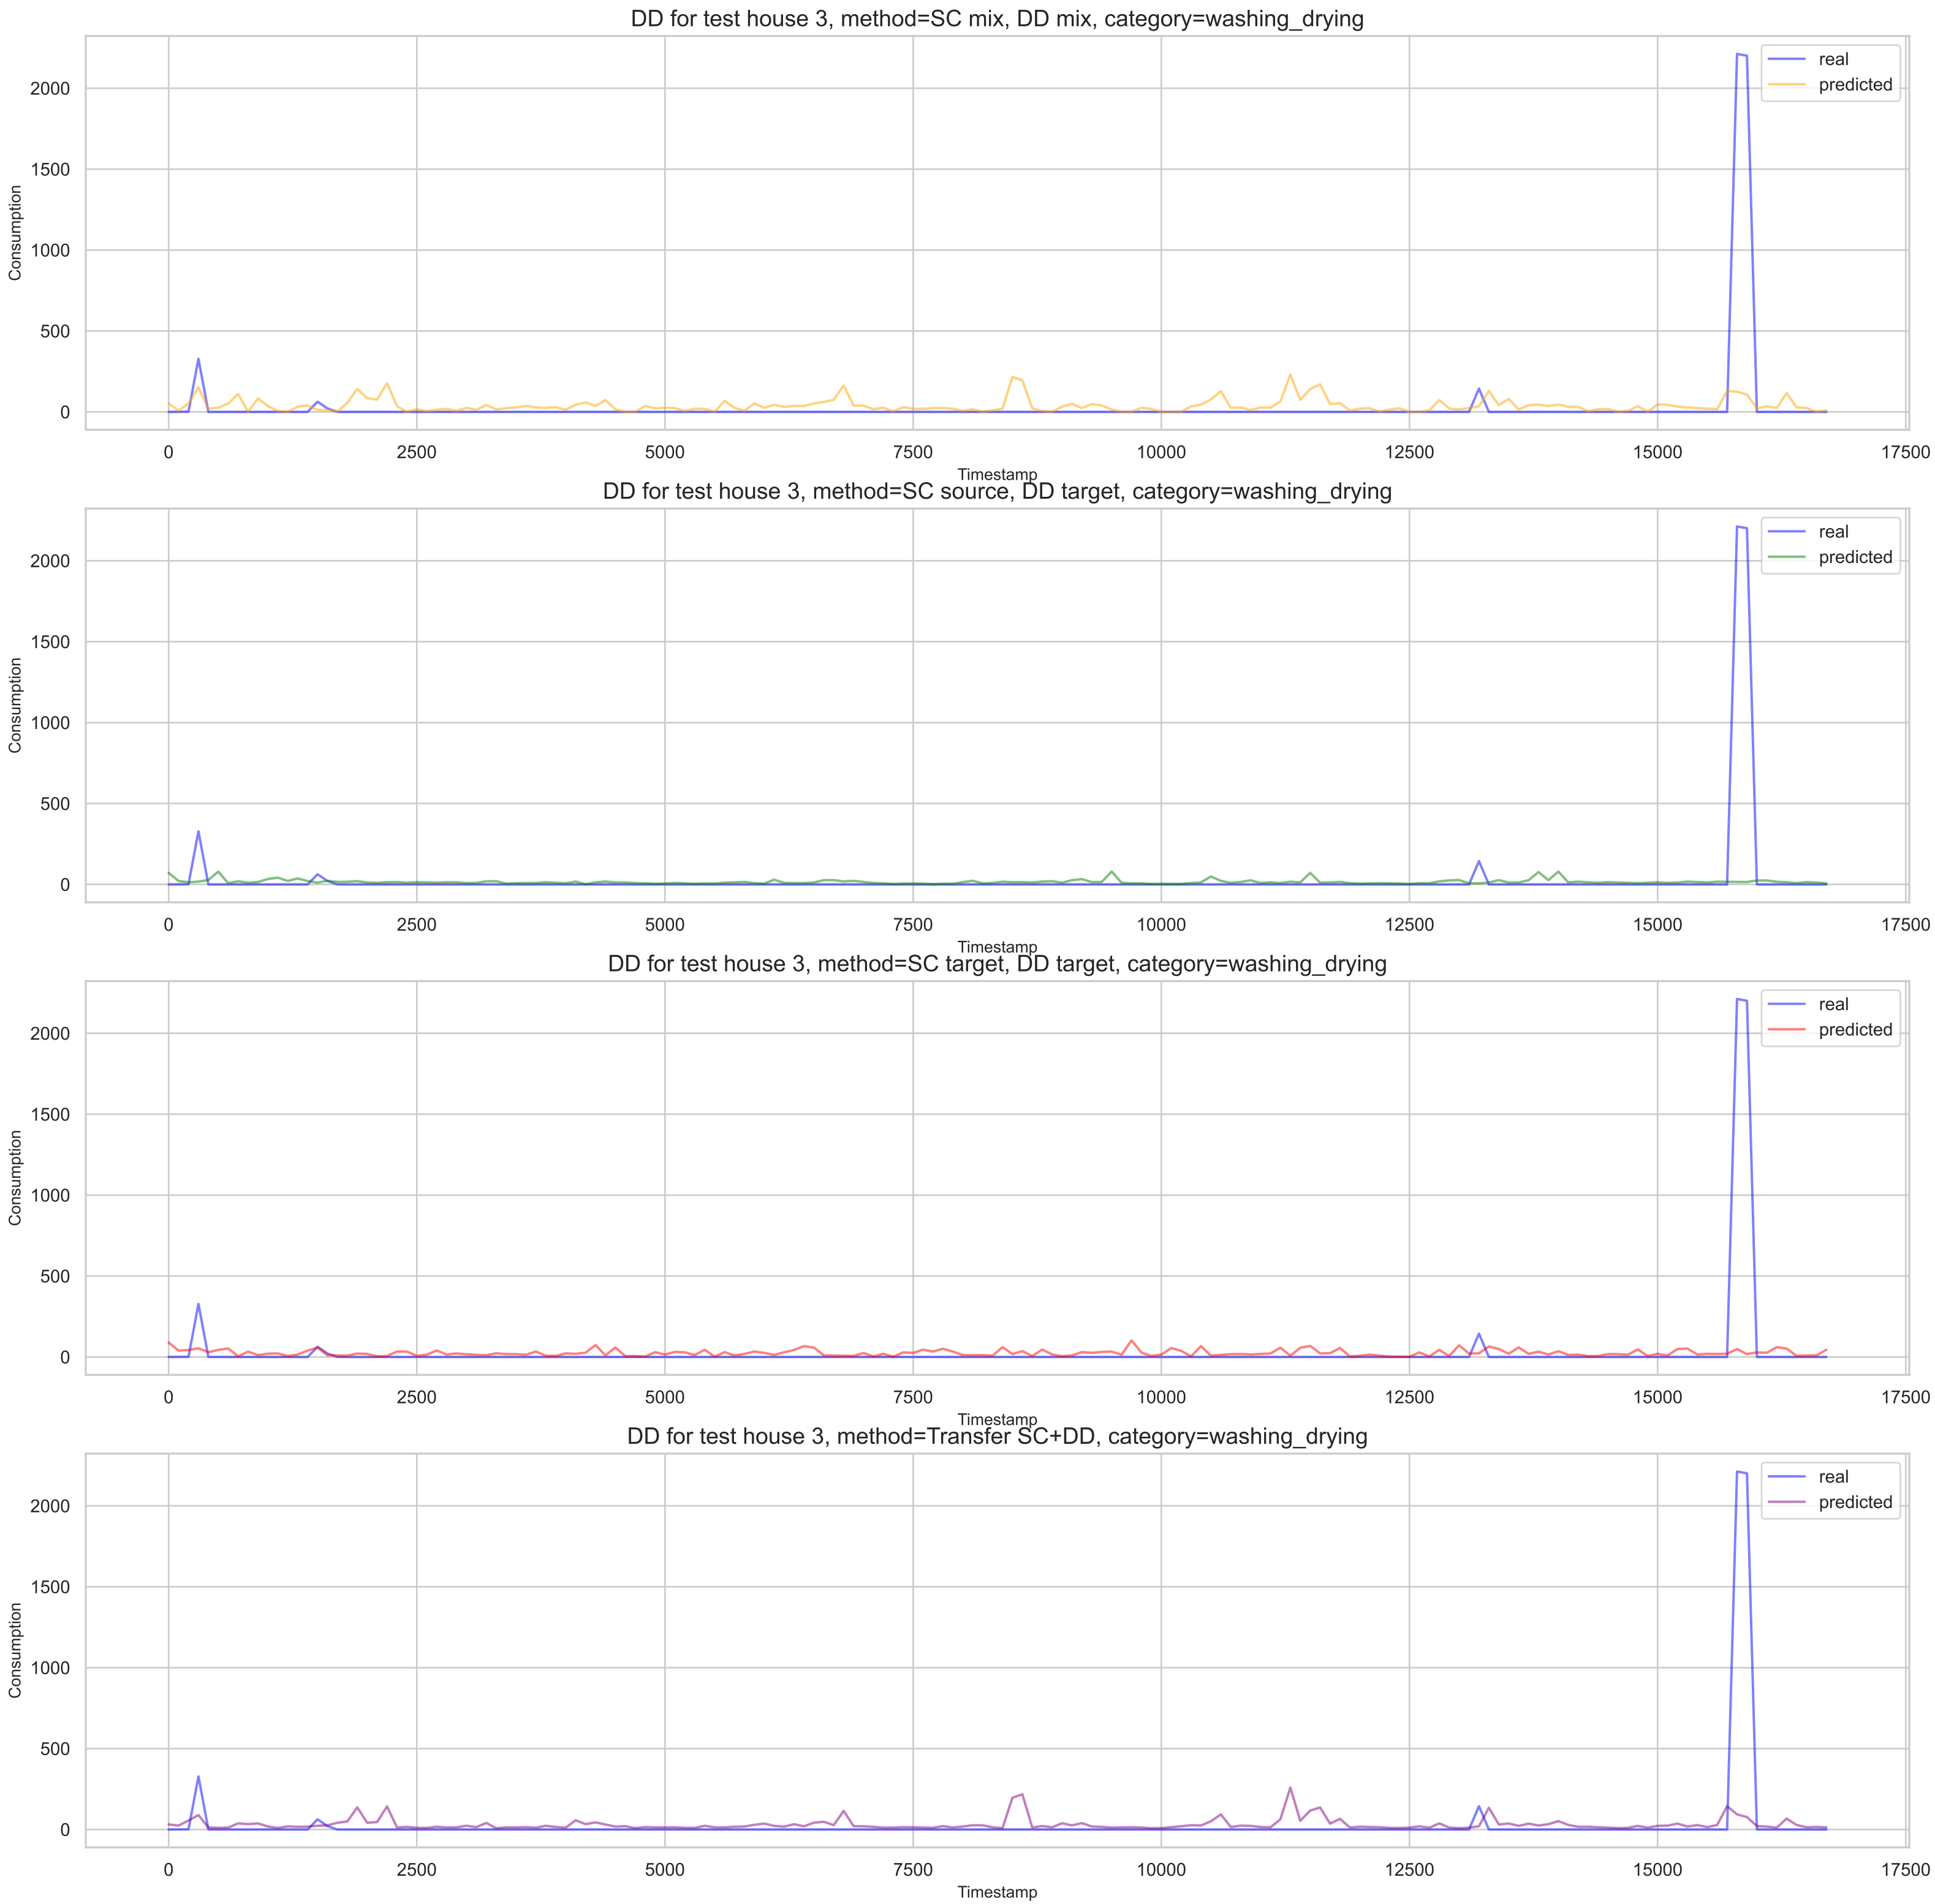 DD for test house 3, method=SC mix, DD mix, category=washing_drying
real
predicted
Consumption
2000
1500
1000
500
0
0 2500 5000 7500 10000 12500 15000 17500
Timestamp
DD for test house 3, method=SC source, DD target, category=washing_drying
real
predicted
Consumption
2000
1500
1000
500
0
0 2500 5000 7500 10000 12500 15000 17500
Timestamp
DD for test house 3, method=SC target, DD target, category=washing_drying
real
predicted
Consumption
2000
1500
1000
500
0
0 2500 5000 7500 10000 12500 15000 17500
Timestamp
DD for test house 3, method=Transfer SC+DD, category=washing_drying
real
predicted
Consumption
2000
1500
1000
500
0
0 2500 5000 7500 10000 12500 15000 17500
Timestamp